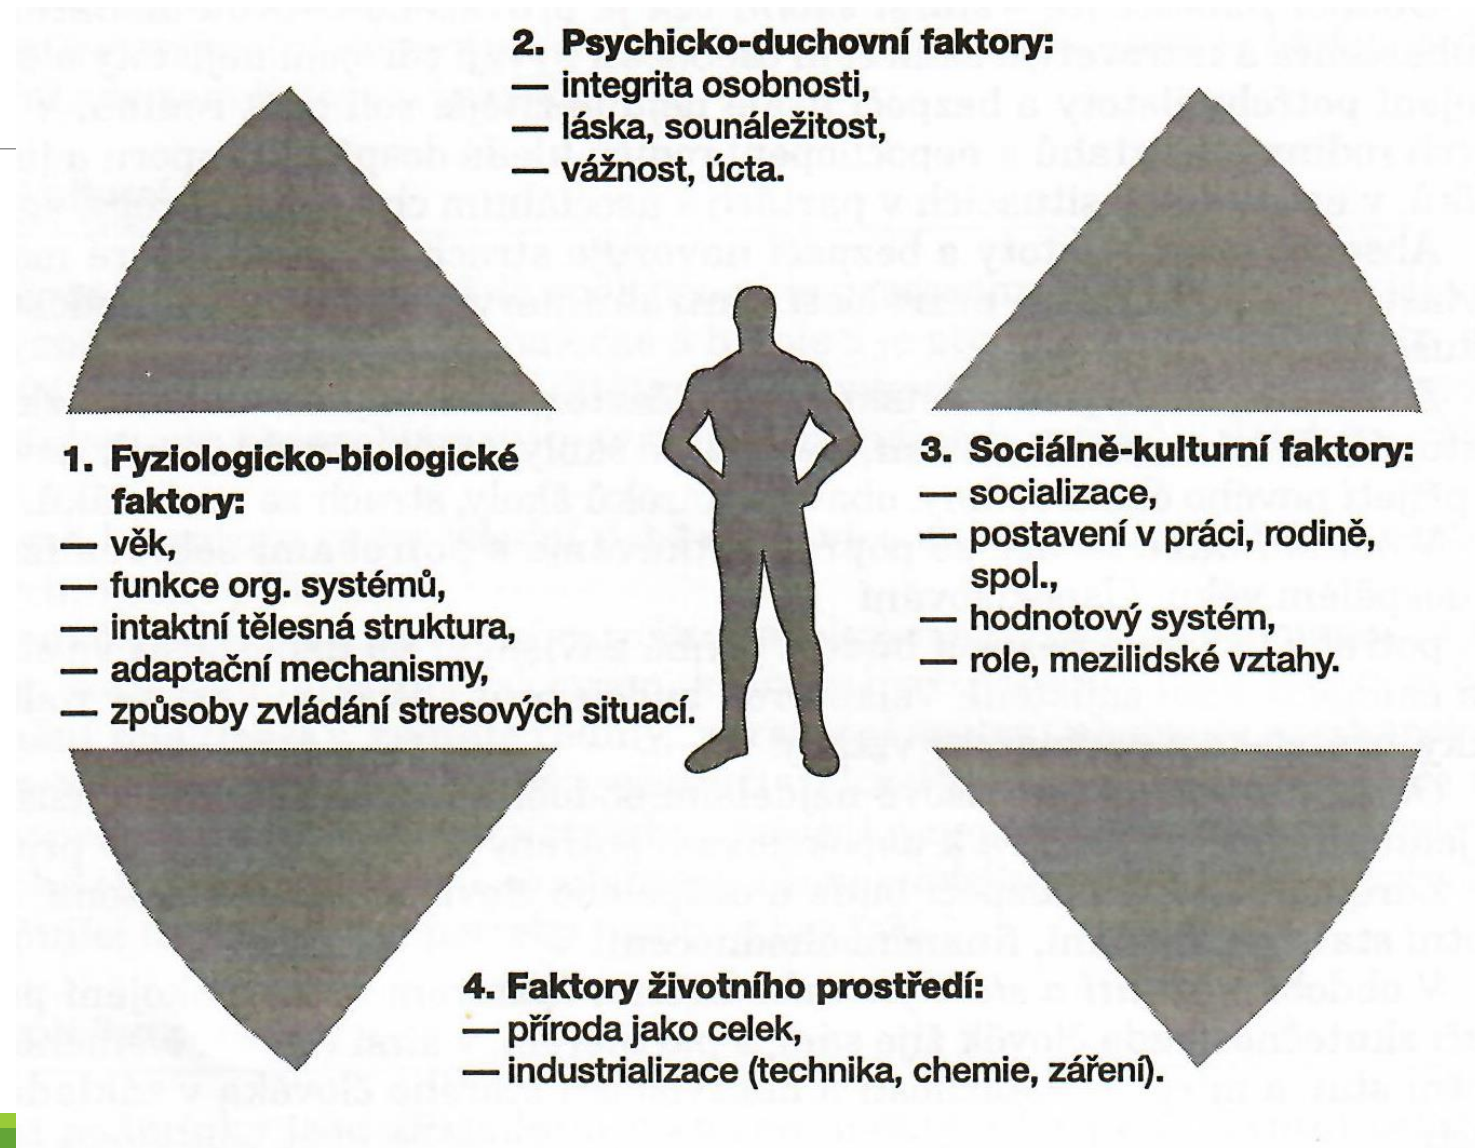 2. Psychicko-duchovní faktory:
— integrita osobnosti,
— láska, sounáležitost,
— vážnost, úcta.
1. Fyziologicko-biologické
faktory:
— věk,
— funkce org. systémů,
— intaktní tělesná struktura,
— adaptační mechanismy,
— způsoby zvládání stresových situací.
3. Sociálně-kulturní faktory:
— socializace,
— postavení v práci, rodině,
spol.,
— hodnotový systém,
— role, mezilidské vztahy.
4. Faktory životního prostředí:
— příroda jako celek,
— industrializace (technika, chemie, záření).